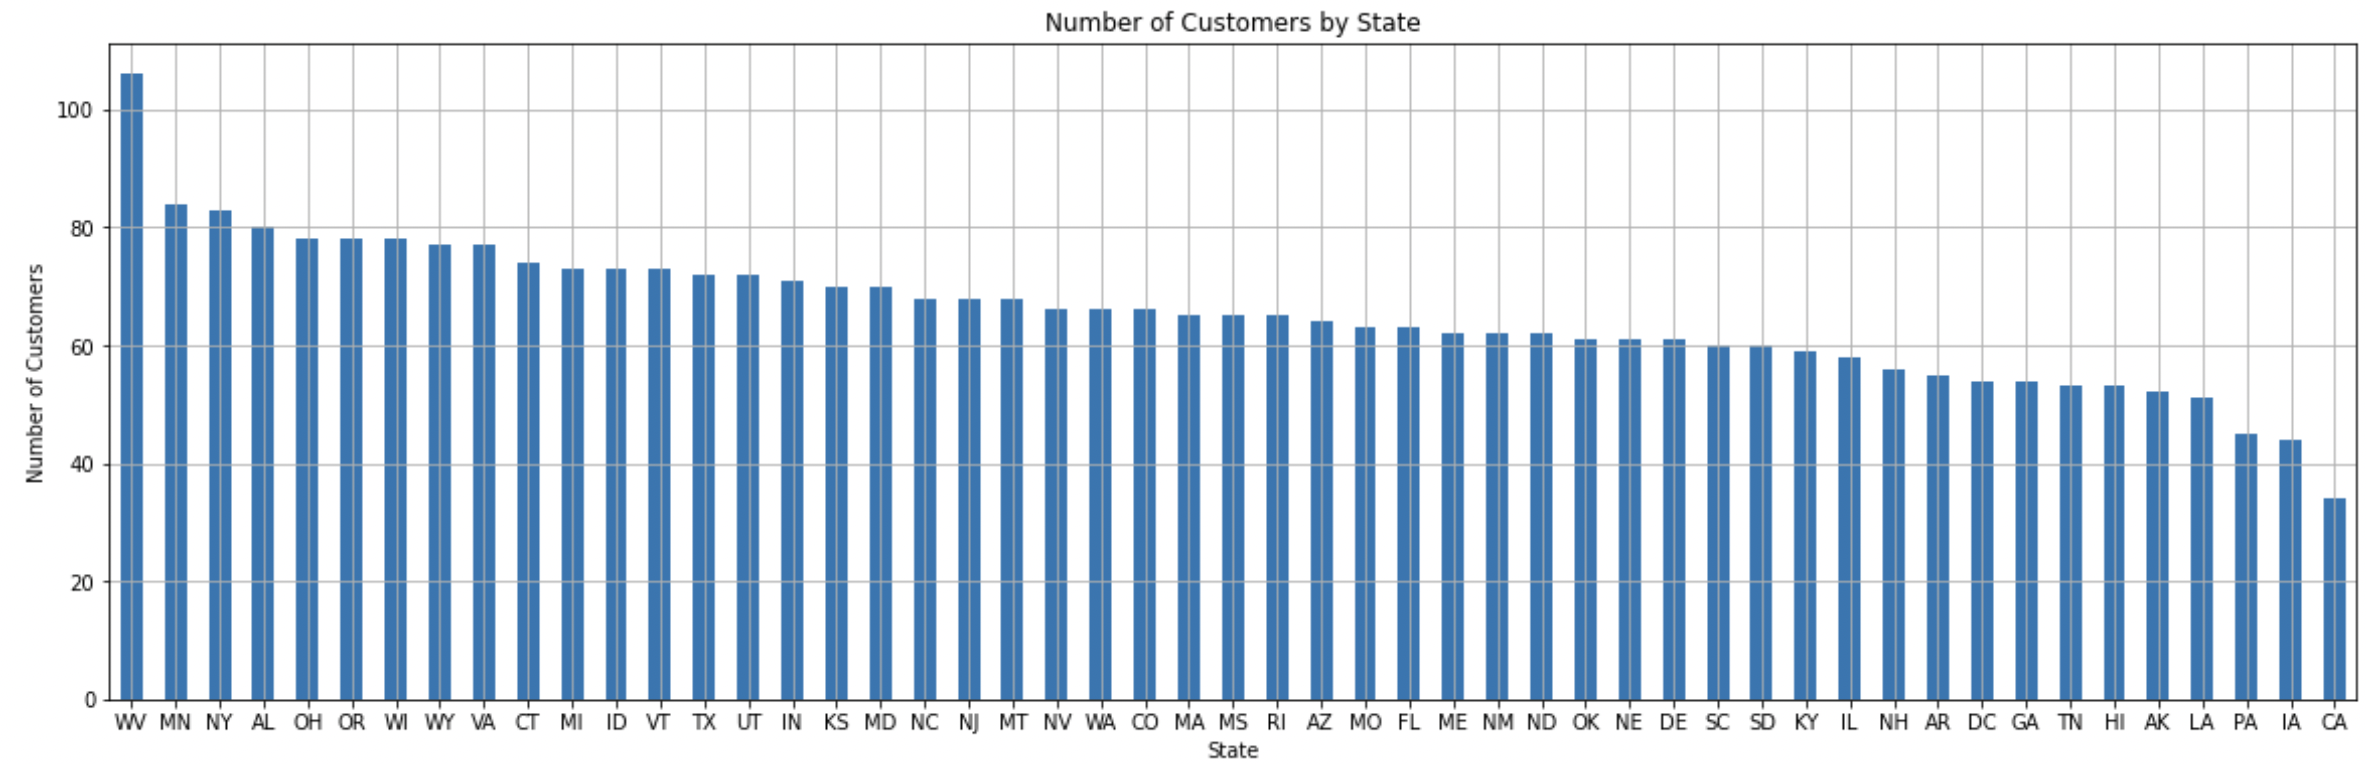 Number of Customers by State
Number of Customers
100
80
60
40
20
0
WV MN NY AL OH OR WI WY VA CT MI ID VT TX UT IN KS MD NC NJ MT NV WA CO MA MS RI AZ MO FL ME NM ND OK NE DE SC SD KY IL NH AR DC GA TN HI AK LA PA IA CA
State